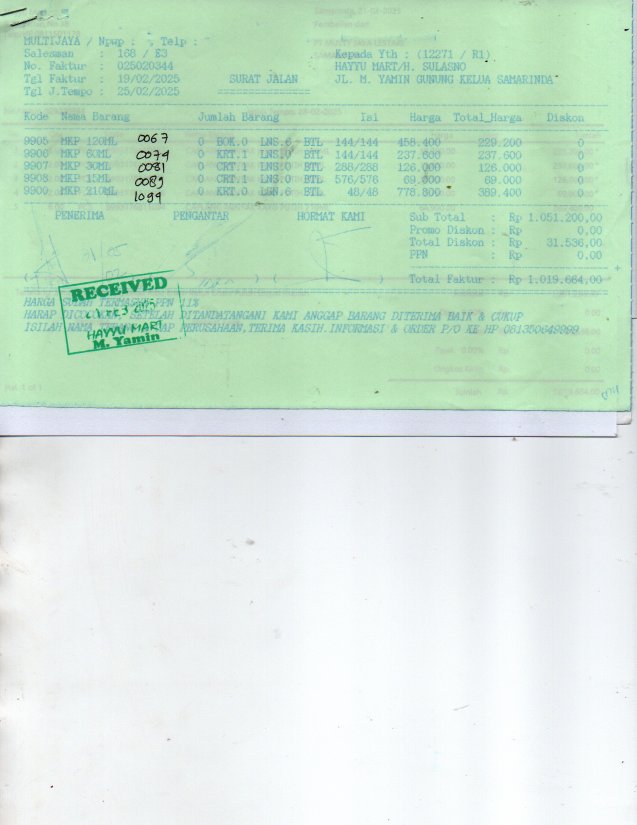 MULTIJAYA / Npwp : , Telp :
Salesman : 168 / E3 Kepada Yth : (12271 / R1)
No. Faktur : 025020344 HAYYU MART/H. SULASNO
Tgl Faktur : 19/02/2025 SURAT JALAN JL. M. YAMIN GUNUNG KELUA SAMARINDA
Tgl J.Tempo : 25/02/2025 ===============
Kode Nama Barang Jumlah Barang Isi Harga Total Harga Diskon
9905 MKP 120ML 0067 0 BOK.0 LNS.6 BTL 144/144 458.400 229.200 0
9906 MKP 60ML 0074 0 KRT.1 LNS.0 BTL 144/144 237.600 237.600 0
9907 MKP 30ML 0081 0 CRT.1 LNS.0 BTL 288/288 126.000 126.000 0
9908 MKP 15ML 0089 0 CRT.1 LNS.0 BTL 576/576 69.000 69.000 0
9909 MKP 210ML 1099 0 KRT.0 LSN.6 BTL 48/48 778.800 389.400 0
PENERIMA PENGANTAR HORMAT KAMI Sub Total : Rp 1.051.200,00
Promo Diskon : Rp 0,00
Total Diskon : Rp 31.536,00
PPN : Rp 0,00
Total Faktur : Rp 1.019.664,00
RECEIVED
HAYYU MART
M. Yamin
HARGA SUDAH TERMASUK PPN 11%
HARAP DICOCOKAN, SETELAH DITANDATANGANI KAMI ANGGAP BARANG DITERIMA BAIK & CUKUP
ISILAH NAMA PERUSAHAAN,TERIMA KASIH.INFORMASI & ORDER P/O KE HP 081350649999